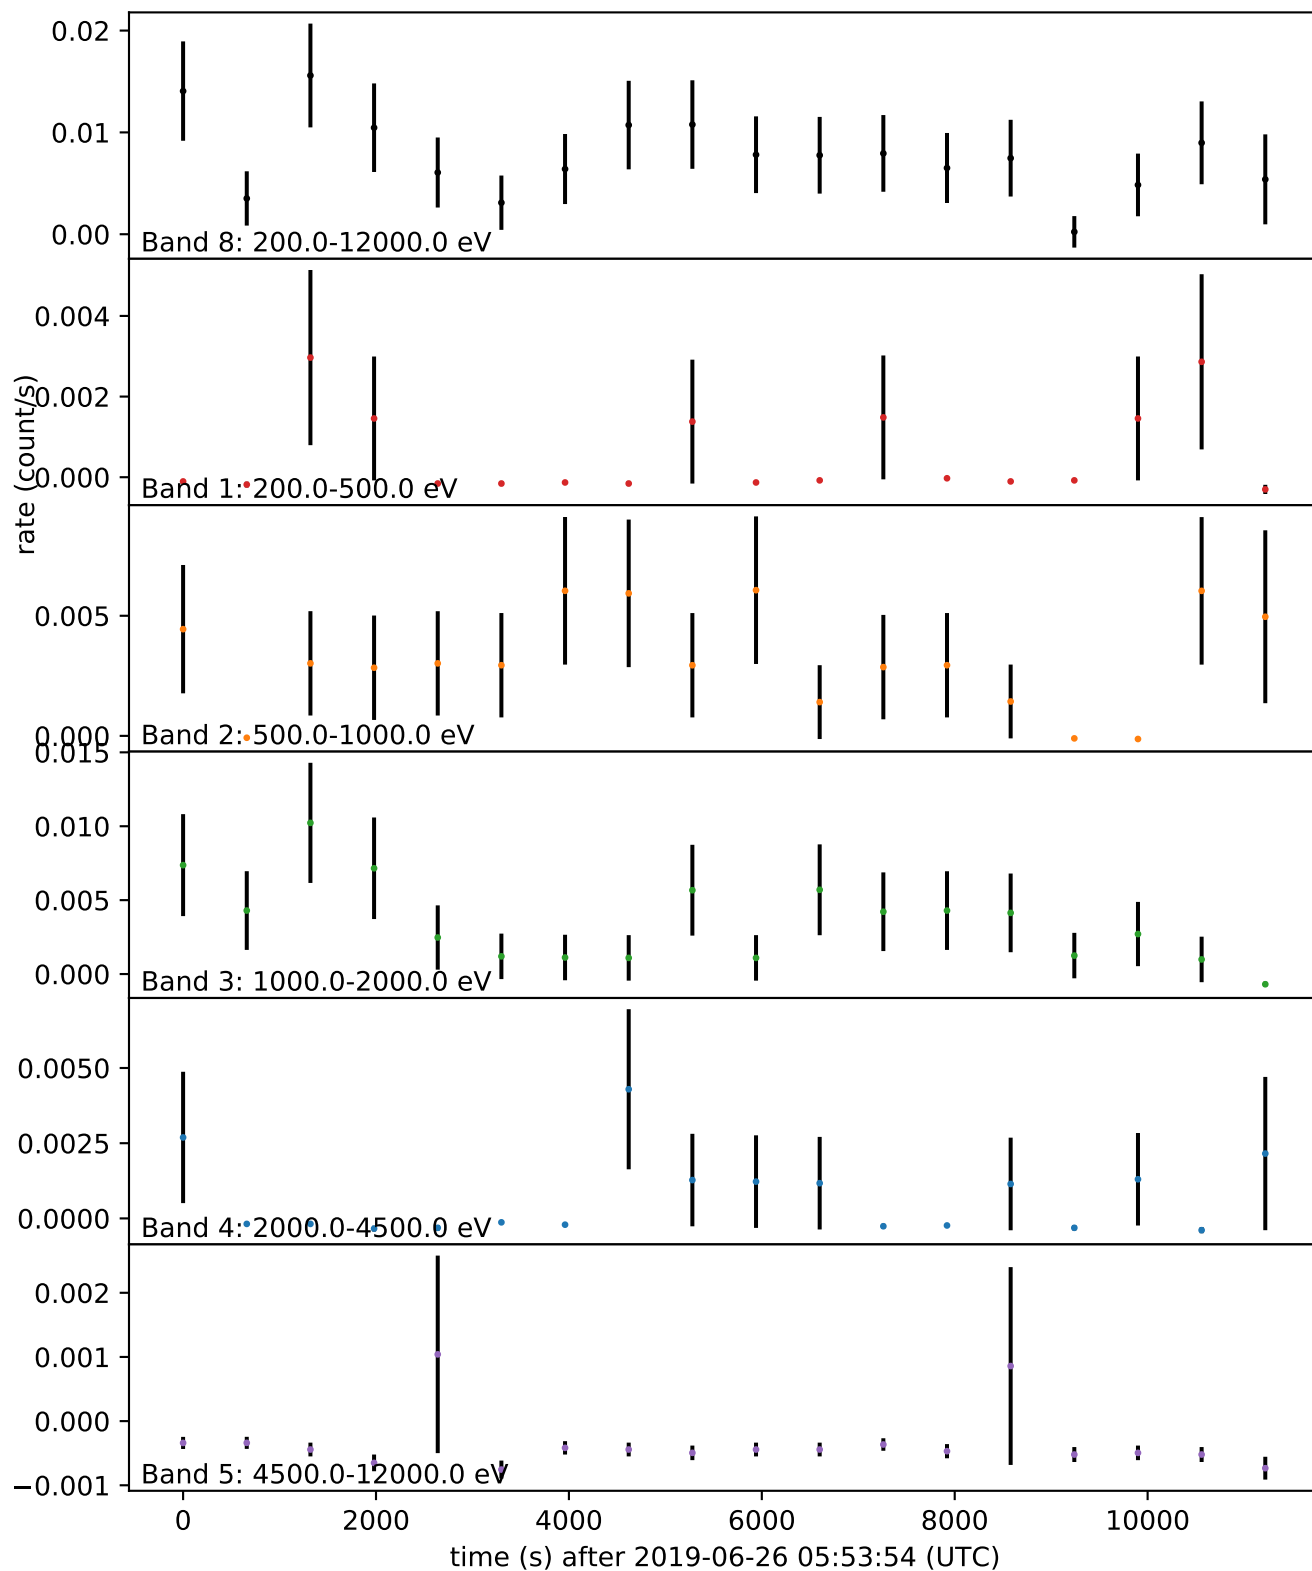 0.02
0.01
0.00
Band 8: 200.0-12000.0 eV
0.004
0.002
0.000
Band 1: 200.0-500.0 eV
rate (count/s)
0.005
0.000
Band 2: 500.0-1000.0 eV
0.015
0.010
0.005
0.000
Band 3: 1000.0-2000.0 eV
0.0050
0.0025
0.0000
Band 4: 2000.0-4500.0 eV
0.002
0.001
0.000
−0.001
Band 5: 4500.0-12000.0 eV
0 2000 4000 6000 8000 10000
time (s) after 2019-06-26 05:53:54 (UTC)